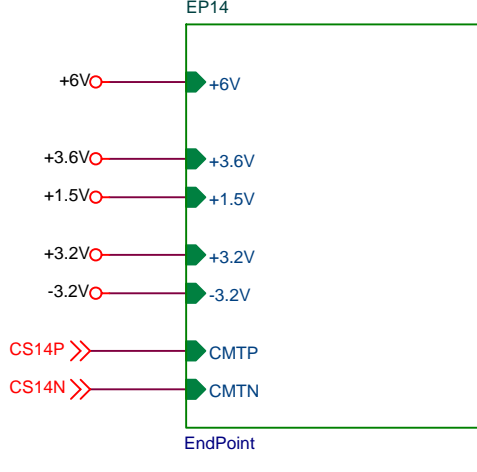 EP14
+6V +6V
+3.6V +3.6V
+1.5V +1.5V
+3.2V +3.2V
-3.2V -3.2V
CS14P CMTP
CS14N CMTN
EndPoint